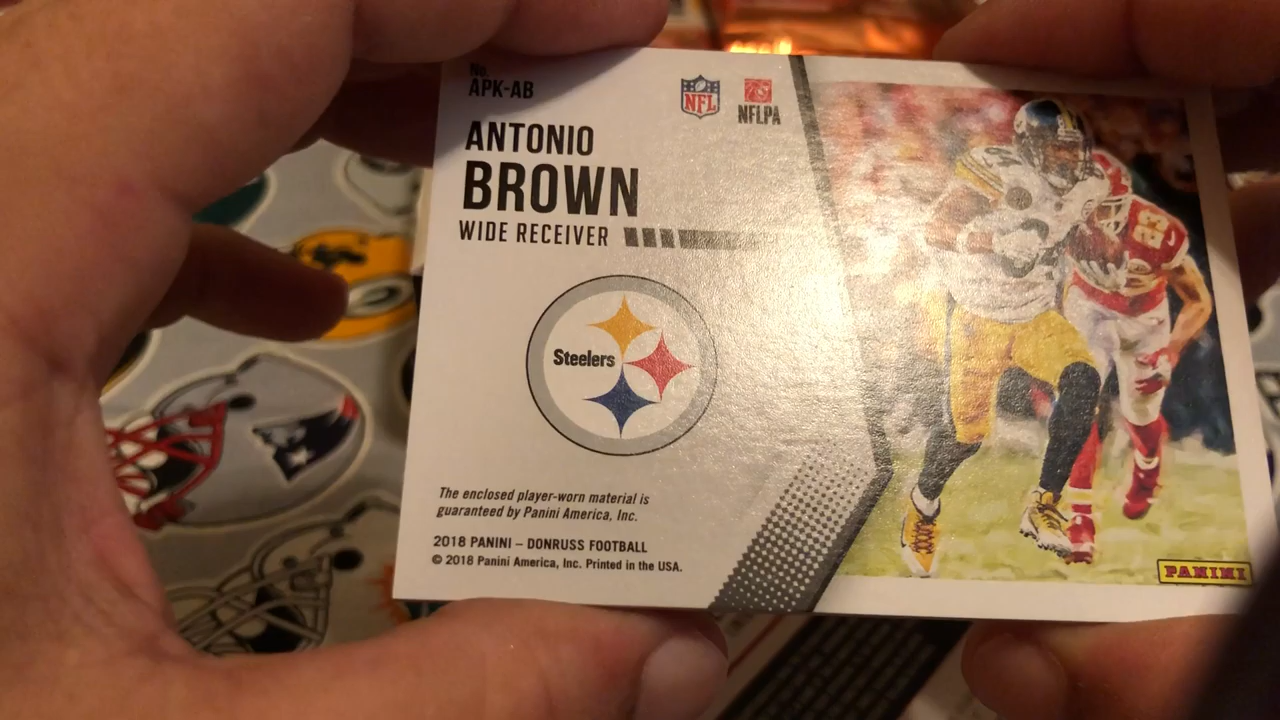 No.
APK-AB
NFL
NFLPA
ANTONIO
BROWN
WIDE RECEIVER
Steelers
23
The enclosed player-worn material is
guaranteed by Panini America, Inc.
2018 PANINI – DONRUSS FOOTBALL
© 2018 Panini America, Inc. Printed in the USA.
PANINI